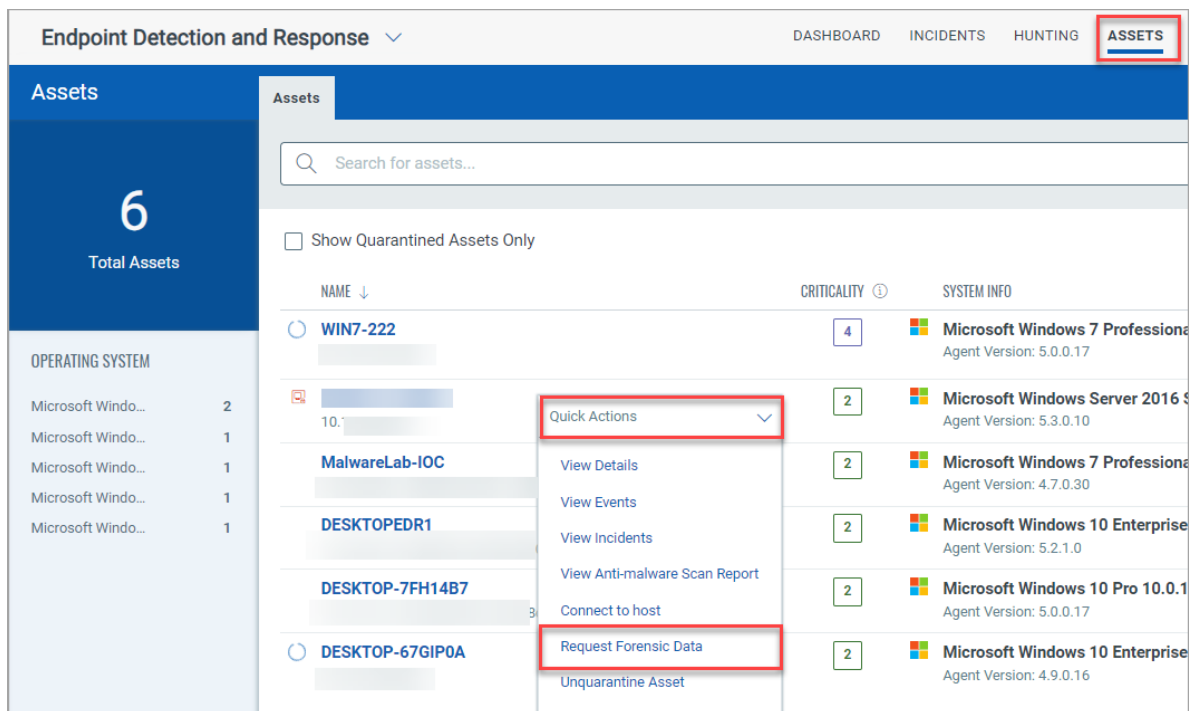 Endpoint Detection and Response
DASHBOARD INCIDENTS HUNTING ASSETS
Assets
Assets
Search for assets...
6
Total Assets
Show Quarantined Assets Only
NAME ↓ CRITICALITY SYSTEM INFO
WIN7-222 4 Microsoft Windows 7 Professiona
Agent Version: 5.0.0.17
OPERATING SYSTEM
Microsoft Windo... 2
Microsoft Windo... 1
Microsoft Windo... 1
Microsoft Windo... 1
Microsoft Windo... 1
2 Microsoft Windows Server 2016 S
10. Agent Version: 5.3.0.10
Quick Actions
View Details
View Events
View Incidents
View Anti-malware Scan Report
Connect to host
Request Forensic Data
Unquarantine Asset
MalwareLab-IOC 2 Microsoft Windows 7 Professiona
Agent Version: 4.7.0.30
DESKTOPEDR1 2 Microsoft Windows 10 Enterprise
Agent Version: 5.2.1.0
DESKTOP-7FH14B7 2 Microsoft Windows 10 Pro 10.0.1
Agent Version: 5.0.0.17
DESKTOP-67GIP0A 2 Microsoft Windows 10 Enterprise
Agent Version: 4.9.0.16